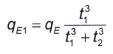 q_{E1} = q_E \frac{t_1^3}{t_1^3 + t_2^3}